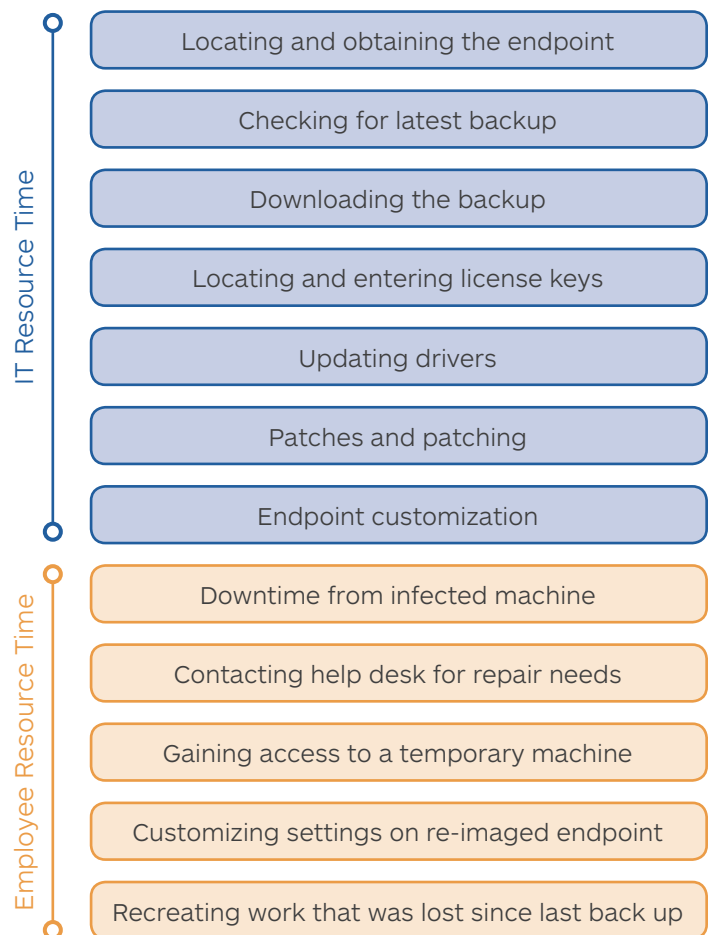 IT Resource Time
Locating and obtaining the endpoint
Checking for latest backup
Downloading the backup
Locating and entering license keys
Updating drivers
Patches and patching
Endpoint customization
Employee Resource Time
Downtime from infected machine
Contacting help desk for repair needs
Gaining access to a temporary machine
Customizing settings on re-imaged endpoint
Recreating work that was lost since last back up